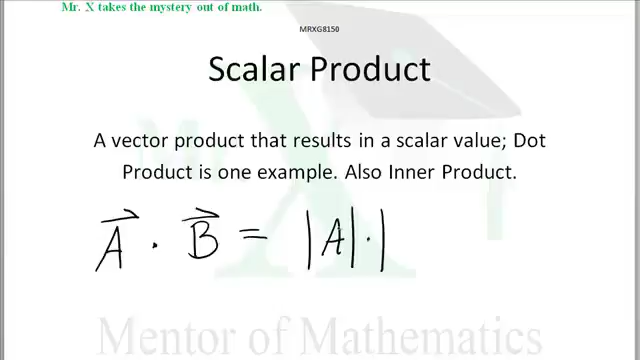 Mr. X takes the mystery out of math.
MRXG8150
Scalar Product
A vector product that results in a scalar value; Dot
Product is one example. Also Inner Product.
A⃗ · B⃗ = |A| · |
Mentor of Mathematics